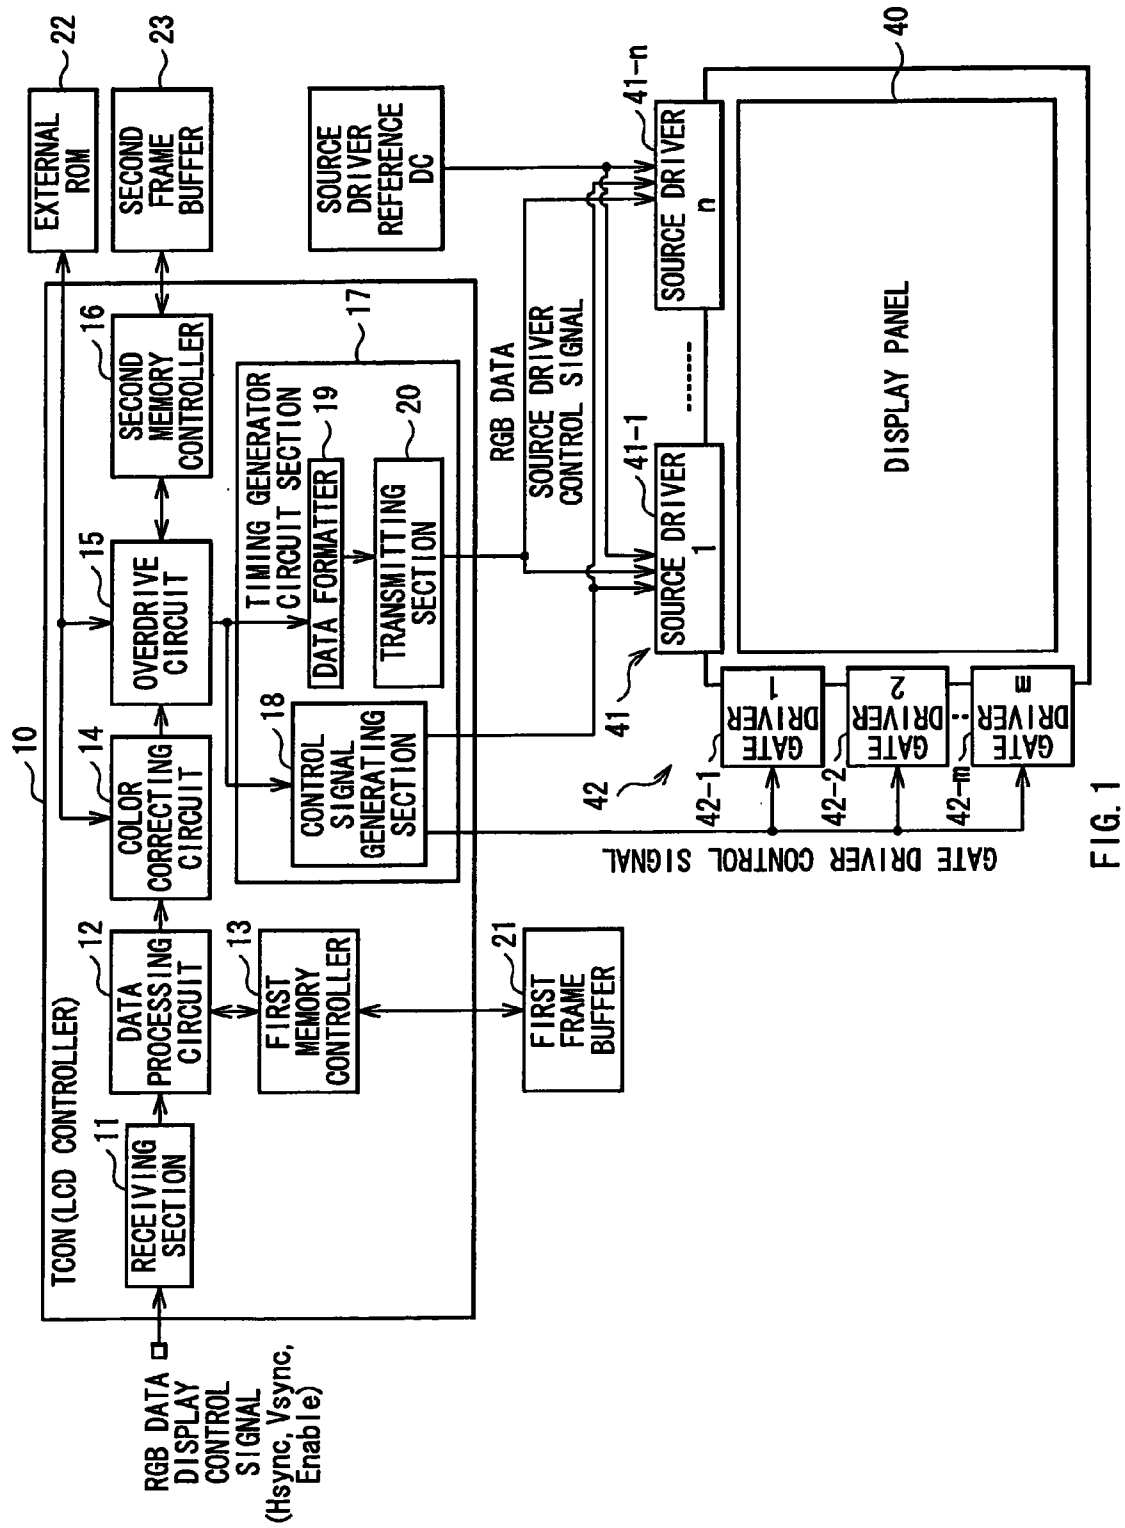 10
TCON(LCD CONTROLLER)
RGB DATA
DISPLAY
CONTROL
SIGNAL
(Hsync, Vsync,
Enable)
11
RECEIVING
SECTION
12
DATA
PROCESSING
CIRCUIT
13
FIRST
MEMORY
CONTROLLER
14
COLOR
CORRECTING
CIRCUIT
15
OVERDRIVE
CIRCUIT
16
SECOND
MEMORY
CONTROLLER
22
EXTERNAL
ROM
23
SECOND
FRAME
BUFFER
17
TIMING GENERATOR
CIRCUIT SECTION
18
CONTROL
SIGNAL
GENERATING
SECTION
19
DATA FORMATTER
20
TRANSMITTING
SECTION
SOURCE
DRIVER
REFERENCE
DC
21
FIRST
FRAME
BUFFER
RGB DATA
SOURCE DRIVER
CONTROL SIGNAL
GATE DRIVER CONTROL SIGNAL
41
41-1
SOURCE DRIVER
1
-------
41-n
SOURCE DRIVER
n
42
42-1
GATE
DRIVER
1
42-2
GATE
DRIVER
2
42-m
GATE
DRIVER
m
40
DISPLAY PANEL
FIG. 1